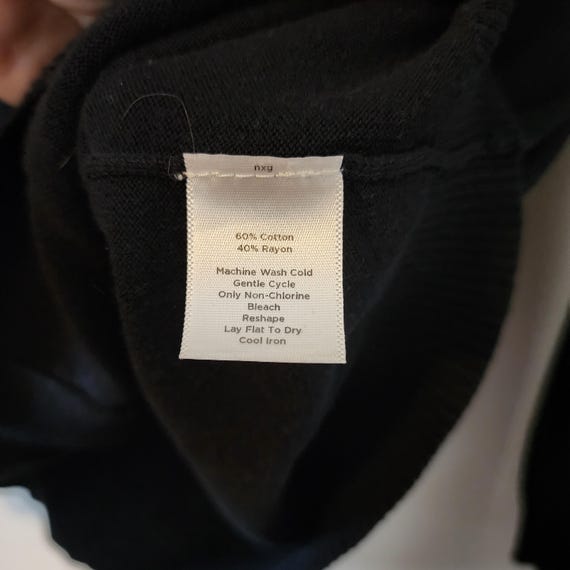 nxg
60% Cotton
40% Rayon
Machine Wash Cold
Gentle Cycle
Only Non-Chlorine
Bleach
Reshape
Lay Flat To Dry
Cool Iron